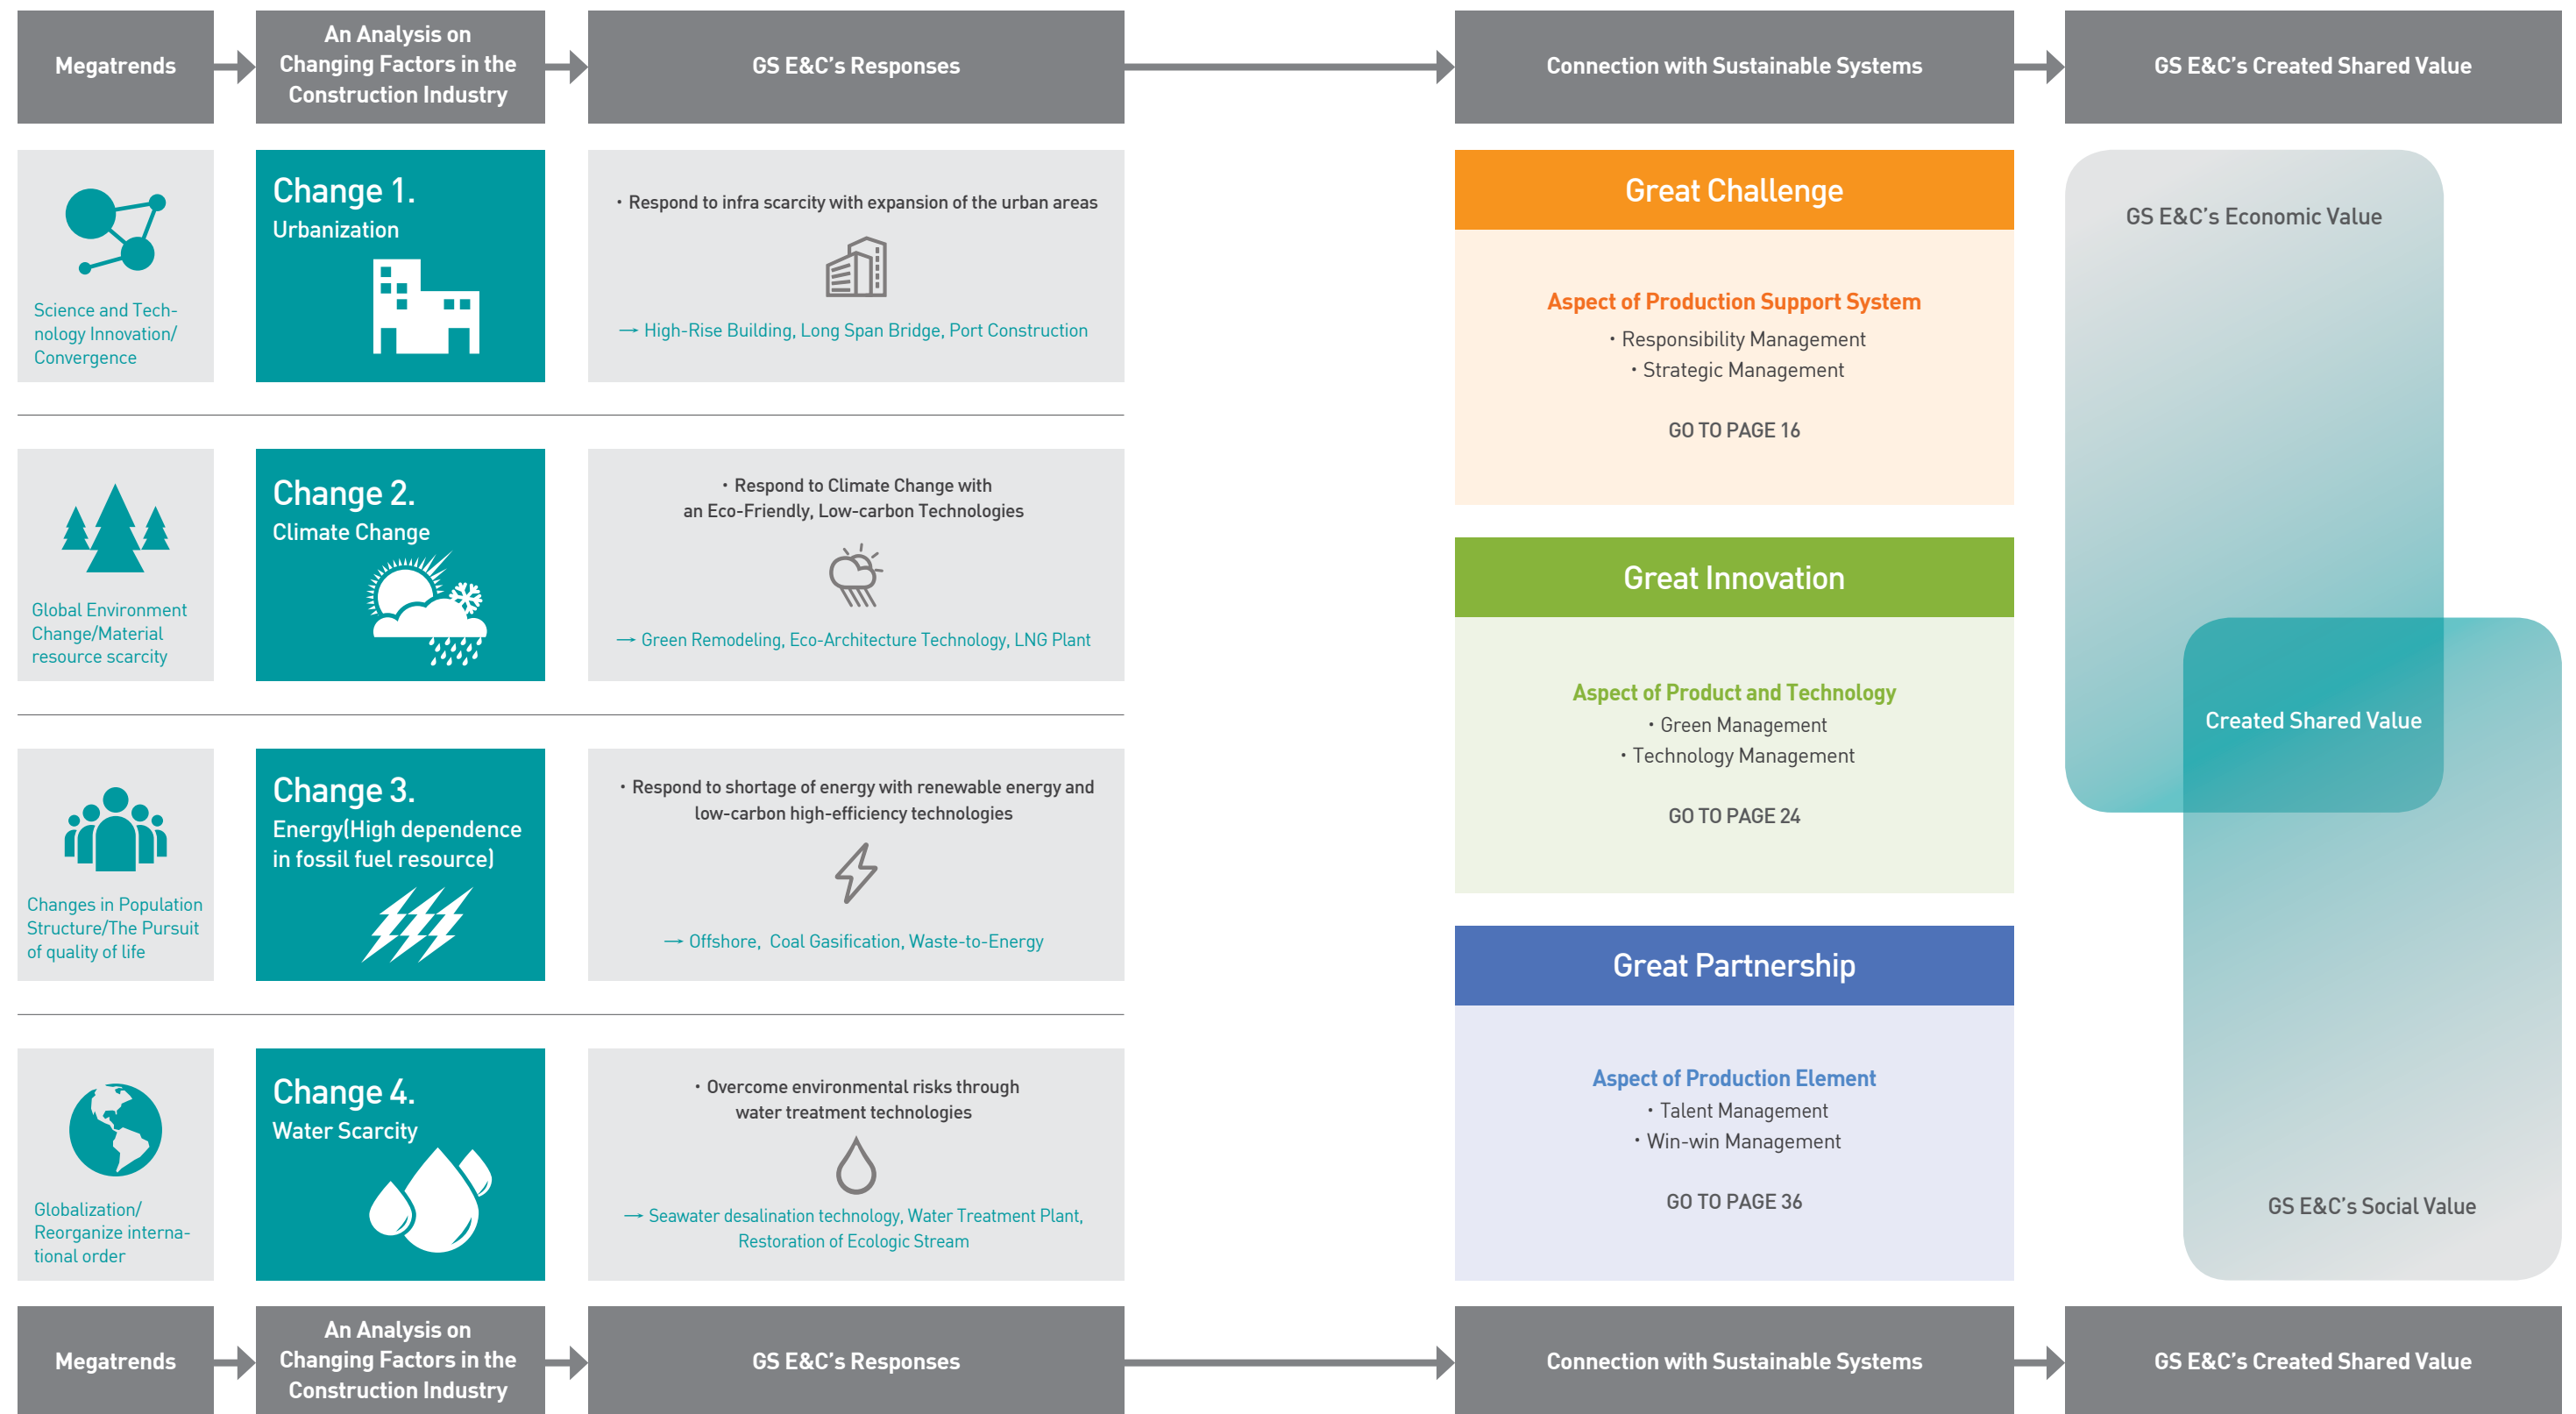 Megatrends
An Analysis on
Changing Factors in the
Construction Industry
GS E&C's Responses
Connection with Sustainable Systems
GS E&C's Created Shared Value
Science and Tech-
nology Innovation/
Convergence
Change 1.
Urbanization
• Respond to infra scarcity with expansion of the urban areas
→ High-Rise Building, Long Span Bridge, Port Construction
Global Environment
Change/Material
resource scarcity
Change 2.
Climate Change
• Respond to Climate Change with
an Eco-Friendly, Low-carbon Technologies
→ Green Remodeling, Eco-Architecture Technology, LNG Plant
Changes in Population
Structure/The Pursuit
of quality of life
Change 3.
Energy(High dependence
in fossil fuel resource)
• Respond to shortage of energy with renewable energy and
low-carbon high-efficiency technologies
→ Offshore, Coal Gasification, Waste-to-Energy
Globalization/
Reorganize interna-
tional order
Change 4.
Water Scarcity
• Overcome environmental risks through
water treatment technologies
→ Seawater desalination technology, Water Treatment Plant,
Restoration of Ecologic Stream
Great Challenge
Aspect of Production Support System
• Responsibility Management
• Strategic Management
GO TO PAGE 16
Great Innovation
Aspect of Product and Technology
• Green Management
• Technology Management
GO TO PAGE 24
Great Partnership
Aspect of Production Element
• Talent Management
• Win-win Management
GO TO PAGE 36
GS E&C's Economic Value
Created Shared Value
GS E&C's Social Value
Megatrends
An Analysis on
Changing Factors in the
Construction Industry
GS E&C's Responses
Connection with Sustainable Systems
GS E&C's Created Shared Value